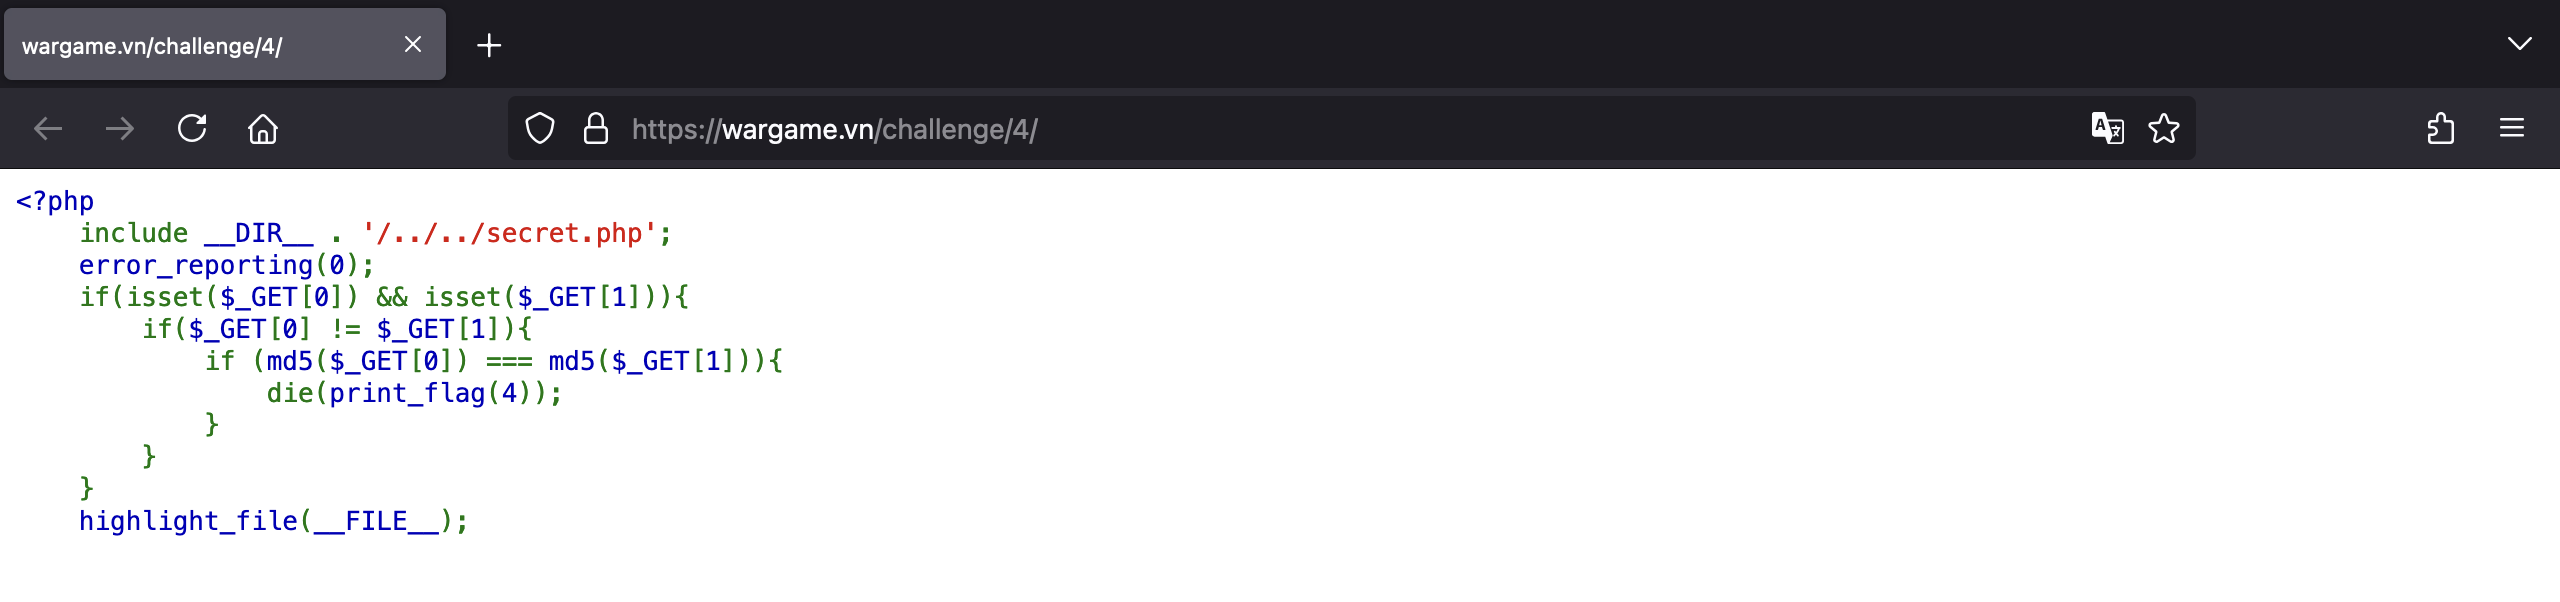 wargame.vn/challenge/4/
https://wargame.vn/challenge/4/
<?php
    include __DIR__ . '/../../secret.php';
    error_reporting(0);
    if(isset($_GET[0]) && isset($_GET[1])){
        if($_GET[0] != $_GET[1]){
            if (md5($_GET[0]) === md5($_GET[1])){
                die(print_flag(4));
            }
        }
    }
    highlight_file(__FILE__);